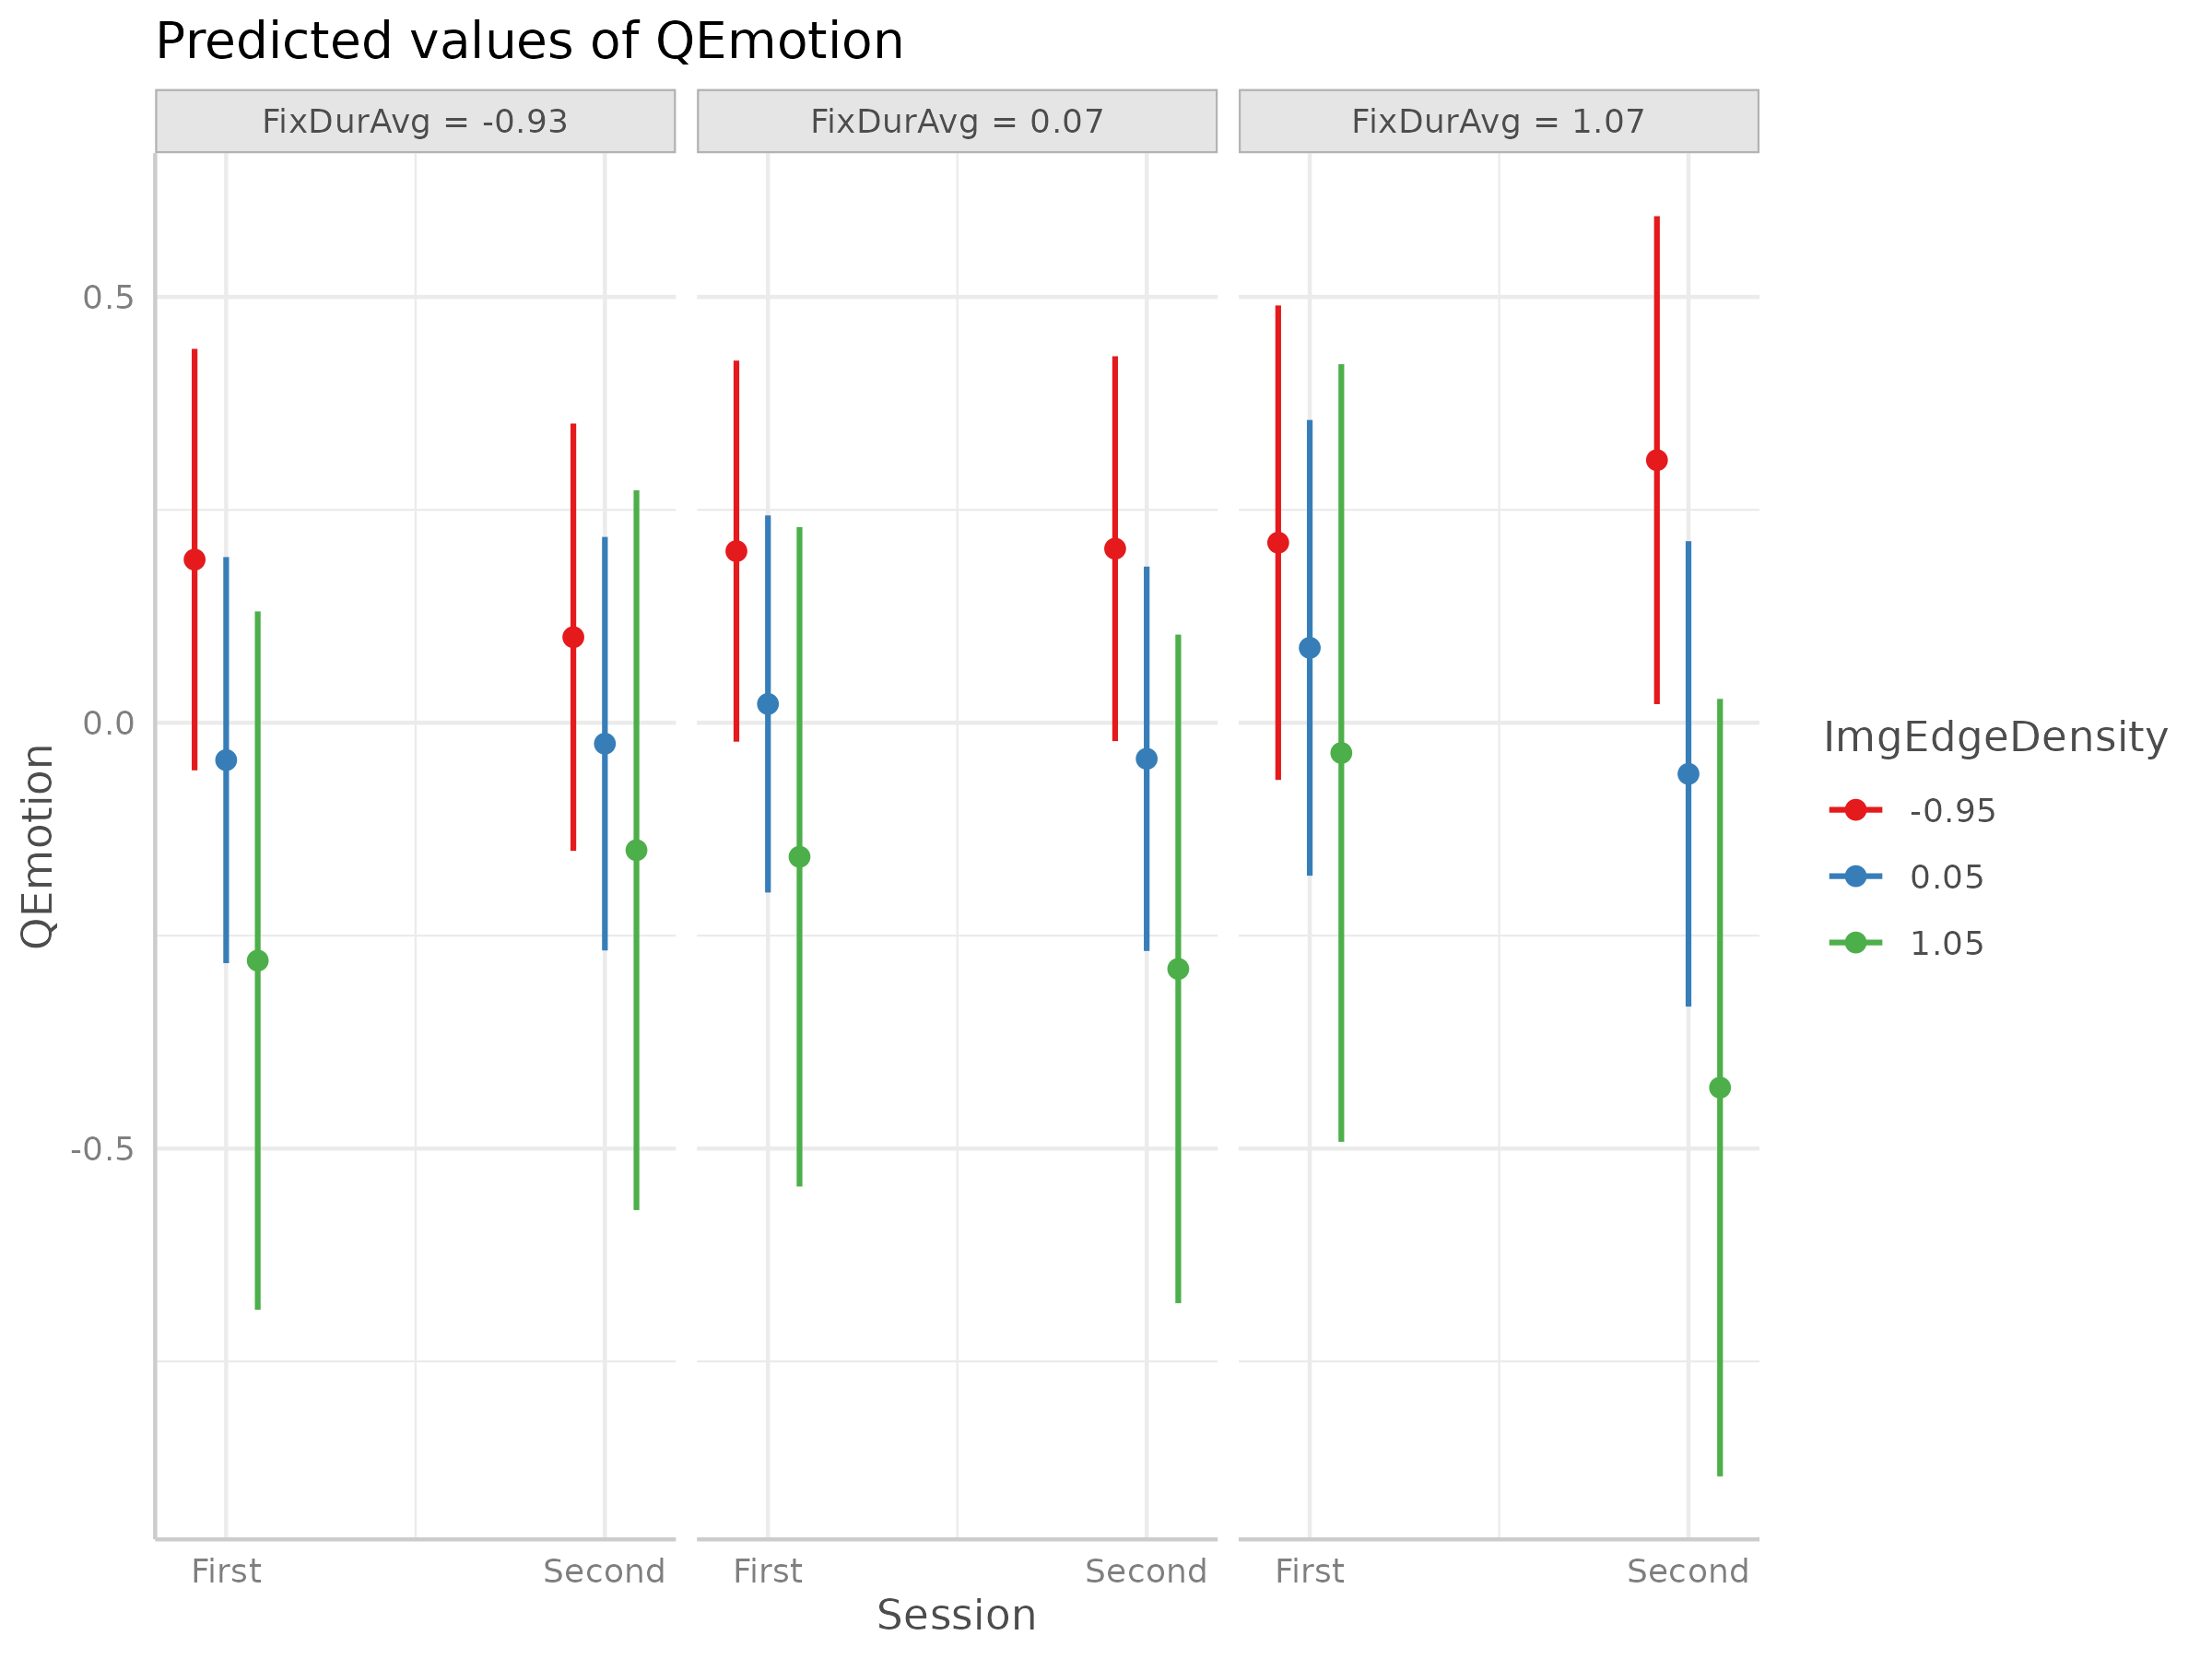 Predicted values of QEmotion
FixDurAvg = -0.93
FixDurAvg = 0.07
FixDurAvg = 1.07
0.5
0.0
-0.5
QEmotion
First
Second
First
Second
First
Second
Session
ImgEdgeDensity
-0.95
0.05
1.05